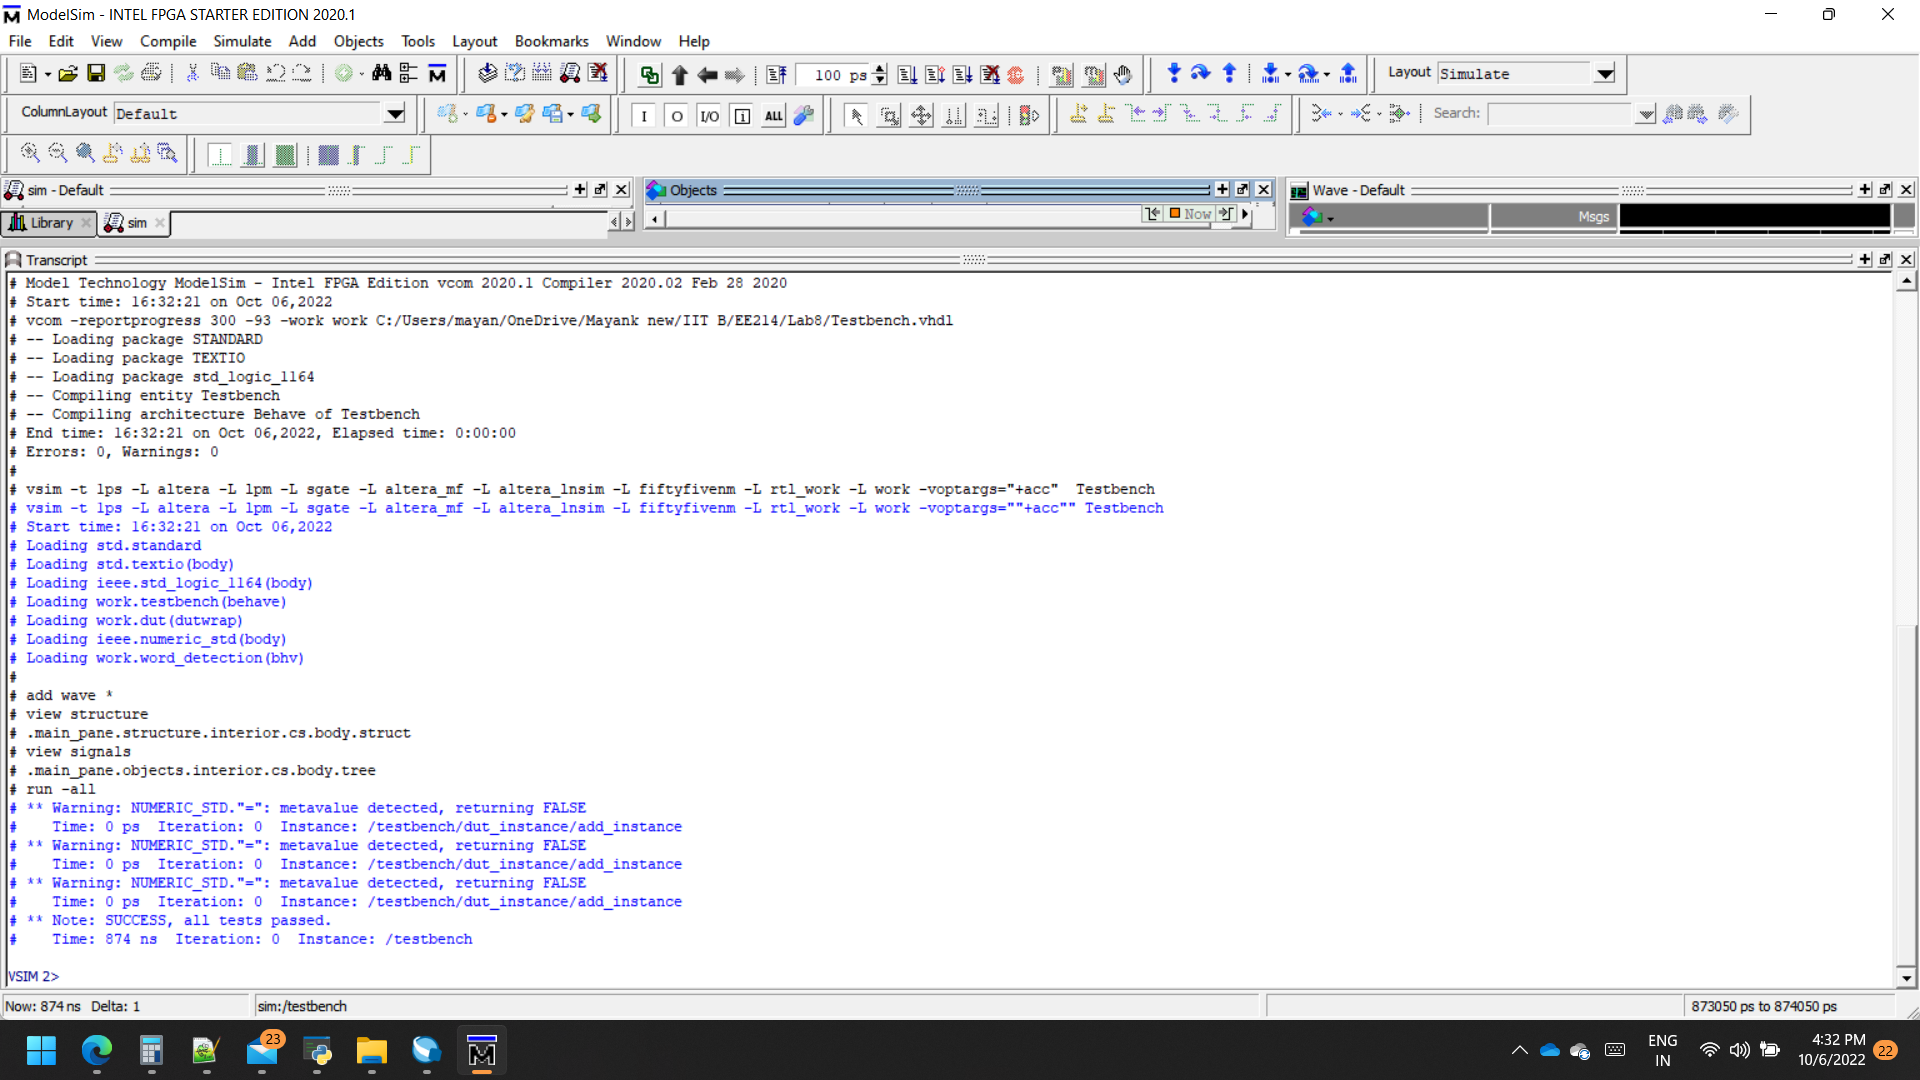 ModelSim - INTEL FPGA STARTER EDITION 2020.1
File Edit View Compile Simulate Add Objects Tools Layout Bookmarks Window Help
100 ps
Layout Simulate
ColumnLayout Default
I O I/O ALL
Search:
sim - Default
Objects
Wave - Default
Library
sim
Now
Msgs
Transcript
# Model Technology ModelSim - Intel FPGA Edition vcom 2020.1 Compiler 2020.02 Feb 28 2020
# Start time: 16:32:21 on Oct 06,2022
# vcom -reportprogress 300 -93 -work work C:/Users/mayan/OneDrive/Mayank new/IIT B/EE214/Lab8/Testbench.vhdl
# -- Loading package STANDARD
# -- Loading package TEXTIO
# -- Loading package std_logic_1164
# -- Compiling entity Testbench
# -- Compiling architecture Behave of Testbench
# End time: 16:32:21 on Oct 06,2022, Elapsed time: 0:00:00
# Errors: 0, Warnings: 0
#
# vsim -t 1ps -L altera -L lpm -L sgate -L altera_mf -L altera_lnsim -L fiftyfivenm -L rtl_work -L work -voptargs="+acc"  Testbench
# vsim -t 1ps -L altera -L lpm -L sgate -L altera_mf -L altera_lnsim -L fiftyfivenm -L rtl_work -L work -voptargs=""+acc"" Testbench
# Start time: 16:32:21 on Oct 06,2022
# Loading std.standard
# Loading std.textio(body)
# Loading ieee.std_logic_1164(body)
# Loading work.testbench(behave)
# Loading work.dut(dutwrap)
# Loading ieee.numeric_std(body)
# Loading work.word_detection(bhv)
#
# add wave *
# view structure
# .main_pane.structure.interior.cs.body.struct
# view signals
# .main_pane.objects.interior.cs.body.tree
# run -all
# ** Warning: NUMERIC_STD."=": metavalue detected, returning FALSE
#    Time: 0 ps  Iteration: 0  Instance: /testbench/dut_instance/add_instance
# ** Warning: NUMERIC_STD."=": metavalue detected, returning FALSE
#    Time: 0 ps  Iteration: 0  Instance: /testbench/dut_instance/add_instance
# ** Warning: NUMERIC_STD."=": metavalue detected, returning FALSE
#    Time: 0 ps  Iteration: 0  Instance: /testbench/dut_instance/add_instance
# ** Note: SUCCESS, all tests passed.
#    Time: 874 ns  Iteration: 0  Instance: /testbench
VSIM 2>
Now: 874 ns Delta: 1
sim:/testbench
873050 ps to 874050 ps
23
ENG
IN
4:32 PM
10/6/2022
22